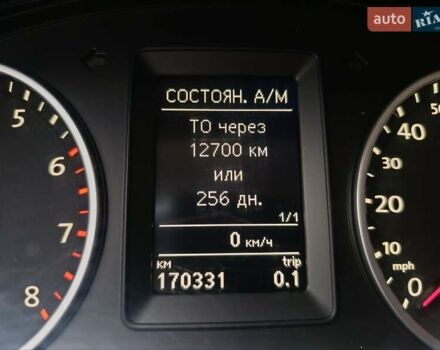 auto RIA
СОСТОЯН. А/М
ТО через
12700 км
или
256 дн.
1/1
0 км/ч
км trip
170331 0.1
5
6
7
8
50
40
30
20
10
mph
0